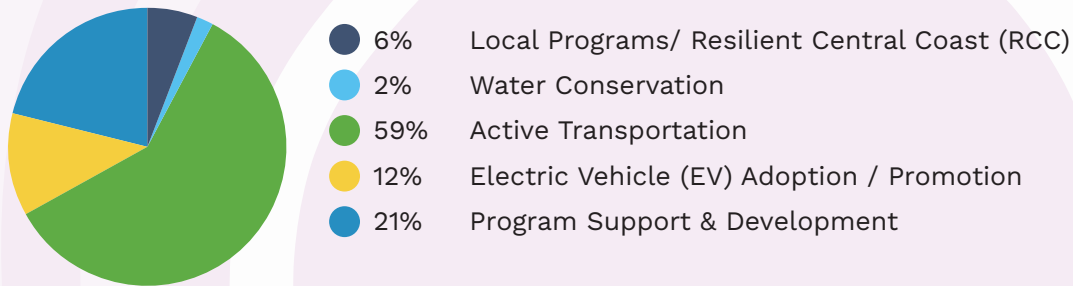 6% Local Programs/ Resilient Central Coast (RCC)
2% Water Conservation
59% Active Transportation
12% Electric Vehicle (EV) Adoption / Promotion
21% Program Support & Development